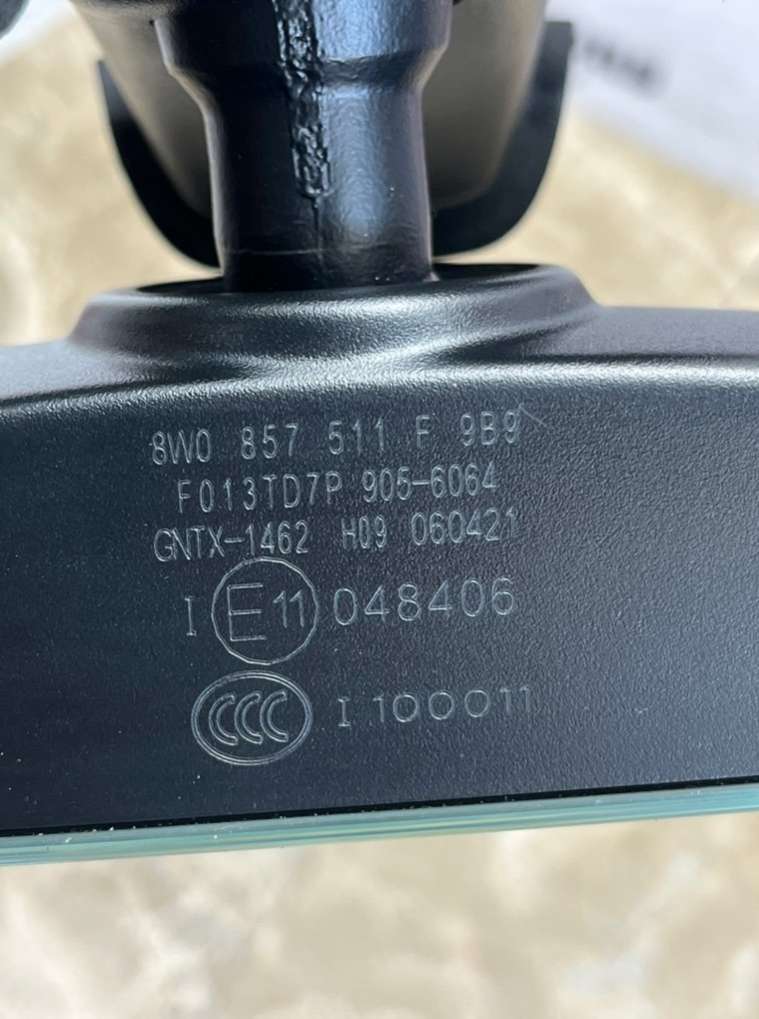 8W0 857 511 F 9B9
F013TD7P 905-6064
GNTX-1462 H09 060421
I E11 048406
CCC I 100011